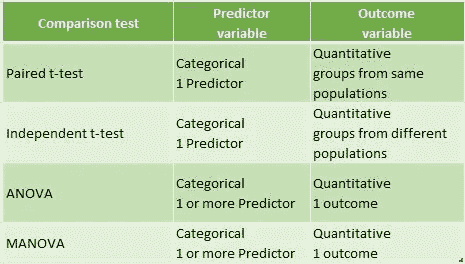 Comparison test
Predictor
variable
Outcome
variable
Paired t-test
Categorical
1 Predictor
Quantitative
groups from same
populations
Independent t-test
Categorical
1 Predictor
Quantitative
groups from different
populations
ANOVA
Categorical
1 or more Predictor
Quantitative
1 outcome
MANOVA
Categorical
1 or more Predictor
Quantitative
1 outcome